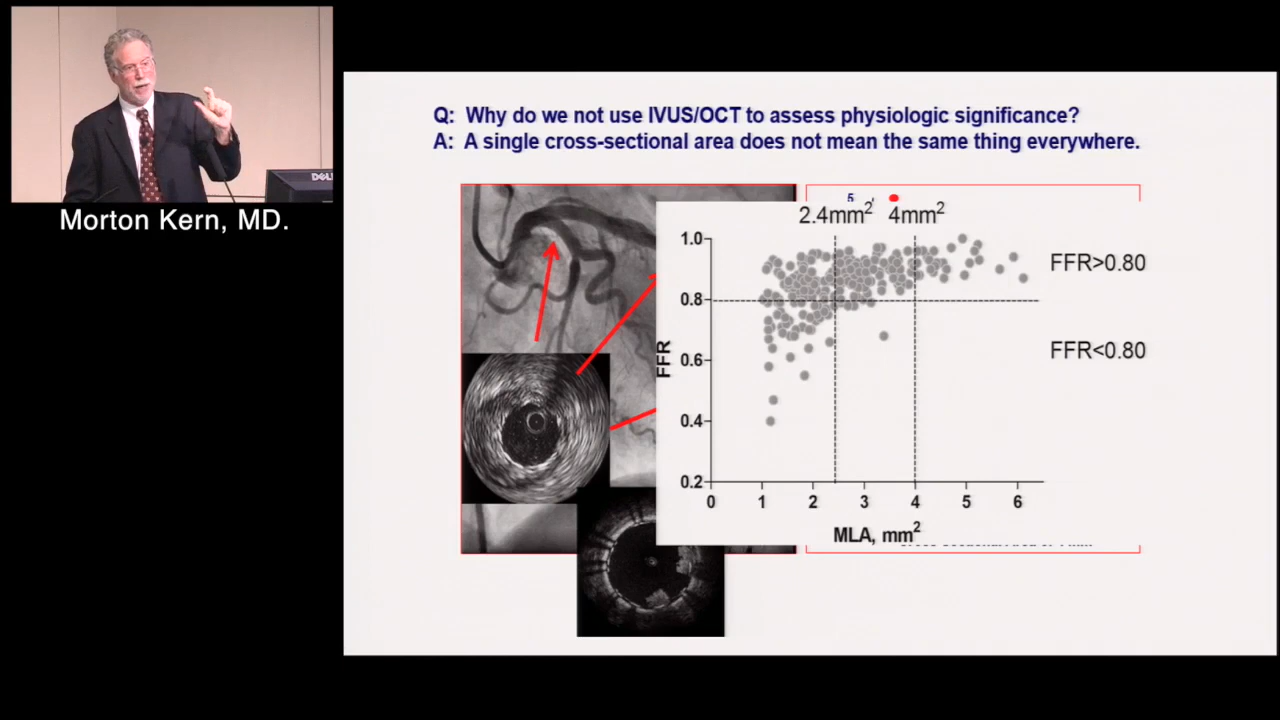 DELL
Morton Kern, MD.
Q: Why do we not use IVUS/OCT to assess physiologic significance?
A: A single cross-sectional area does not mean the same thing everywhere.
5
2.4mm² 4mm²
1.0
FFR>0.80
0.8
FFR
0.6
FFR<0.80
0.4
0.2
0 1 2 3 4 5 6
MLA, mm²